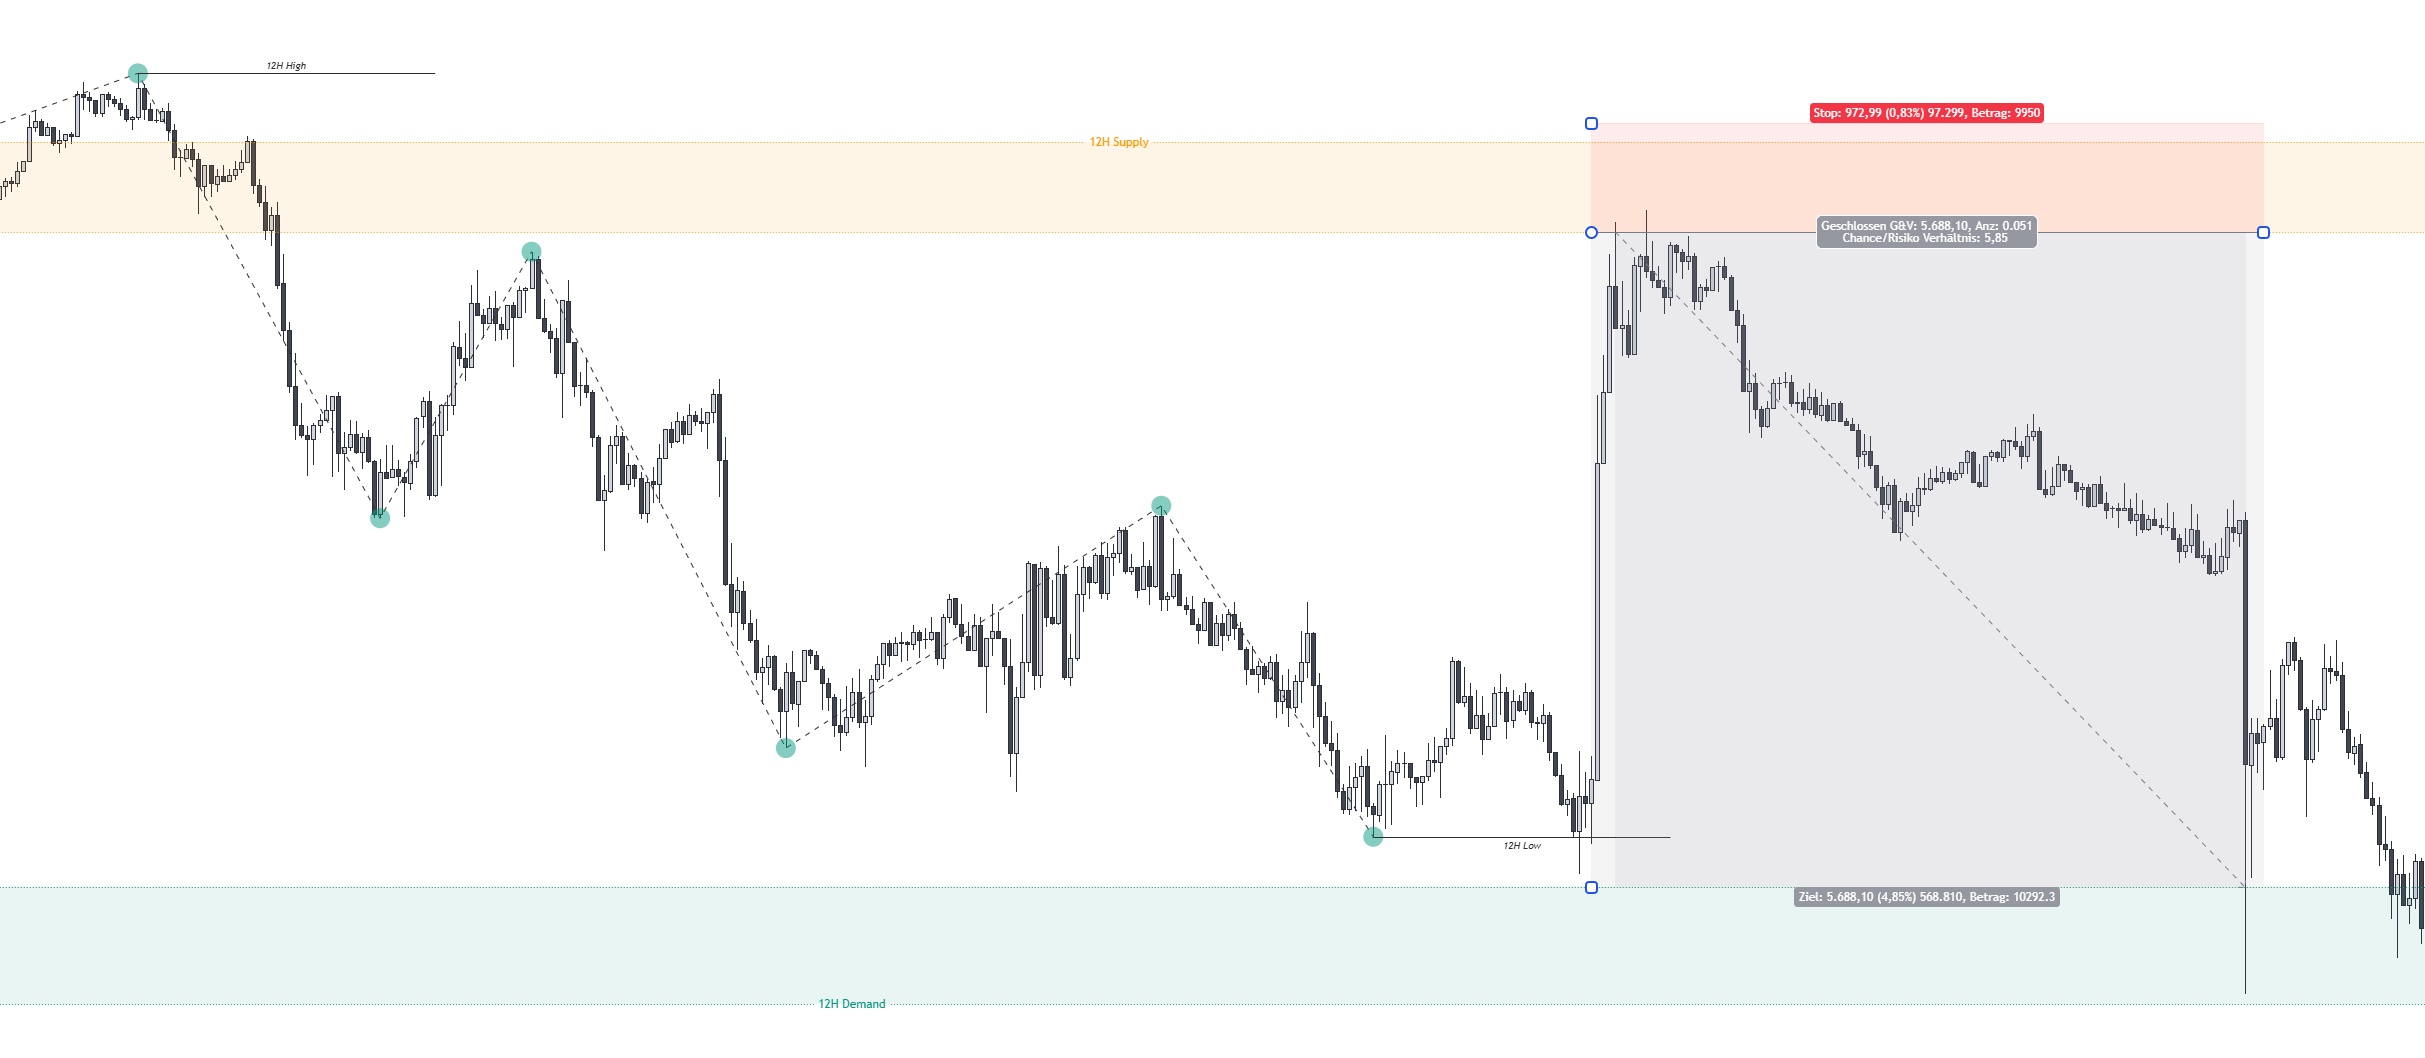 12H High
Stop: 972,99 (0,83%) 97.299, Betrag: 9950
12H Supply
Geschlossen G&V: 5.688,10, Anz: 0.051
Chance/Risiko Verhältnis: 5,85
12H Low
Ziel: 5.688,10 (4,85%) 568.810, Betrag: 10292.3
12H Demand